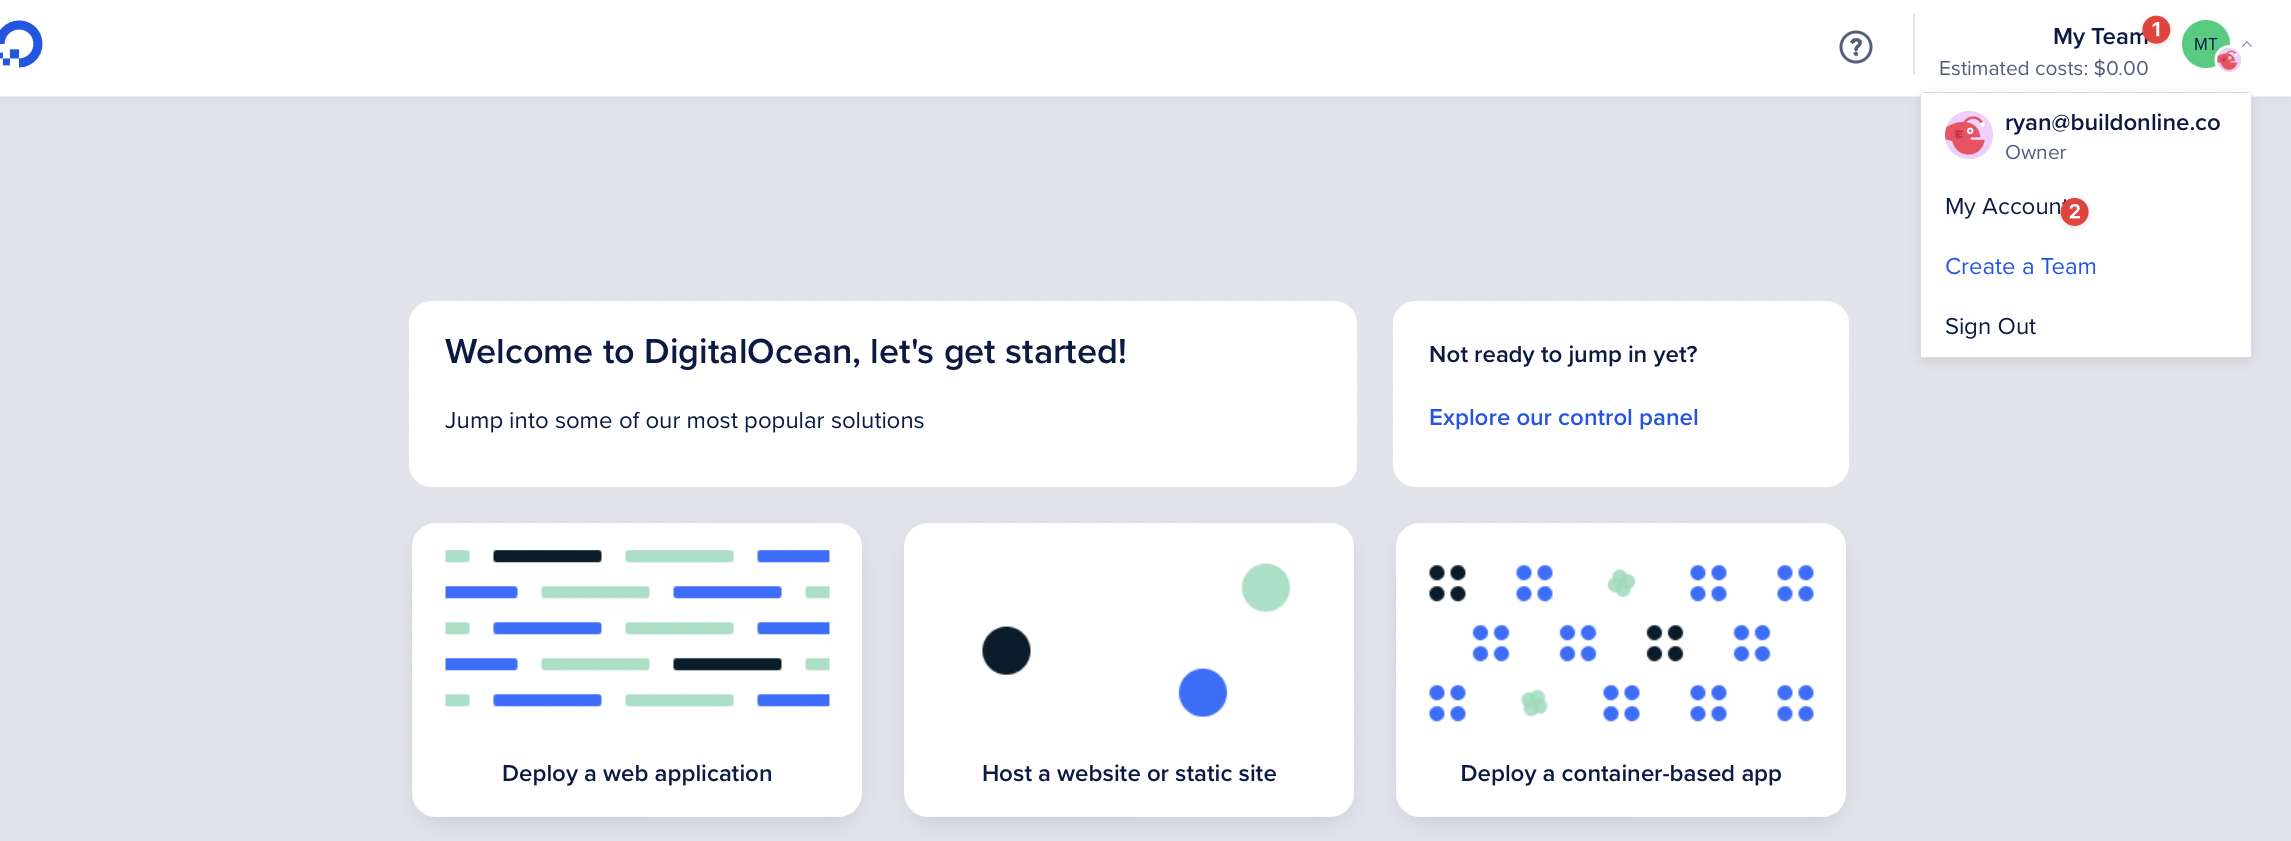 My Team 1
Estimated costs: $0.00
MT
ryan@buildonline.co
Owner
My Account 2
Create a Team
Sign Out
Welcome to DigitalOcean, let's get started!
Jump into some of our most popular solutions
Not ready to jump in yet?
Explore our control panel
Deploy a web application
Host a website or static site
Deploy a container-based app